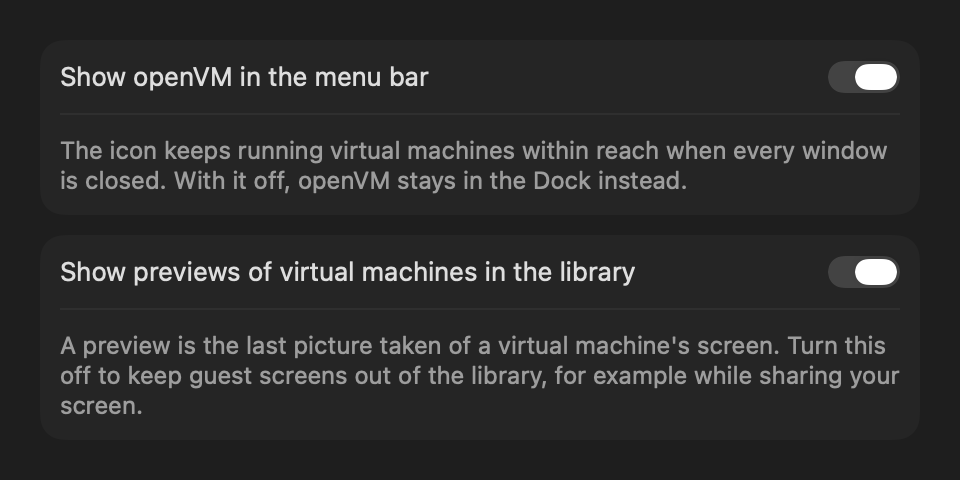 Show openVM in the menu bar
The icon keeps running virtual machines within reach when every window
is closed. With it off, openVM stays in the Dock instead.
Show previews of virtual machines in the library
A preview is the last picture taken of a virtual machine's screen. Turn this
off to keep guest screens out of the library, for example while sharing your
screen.